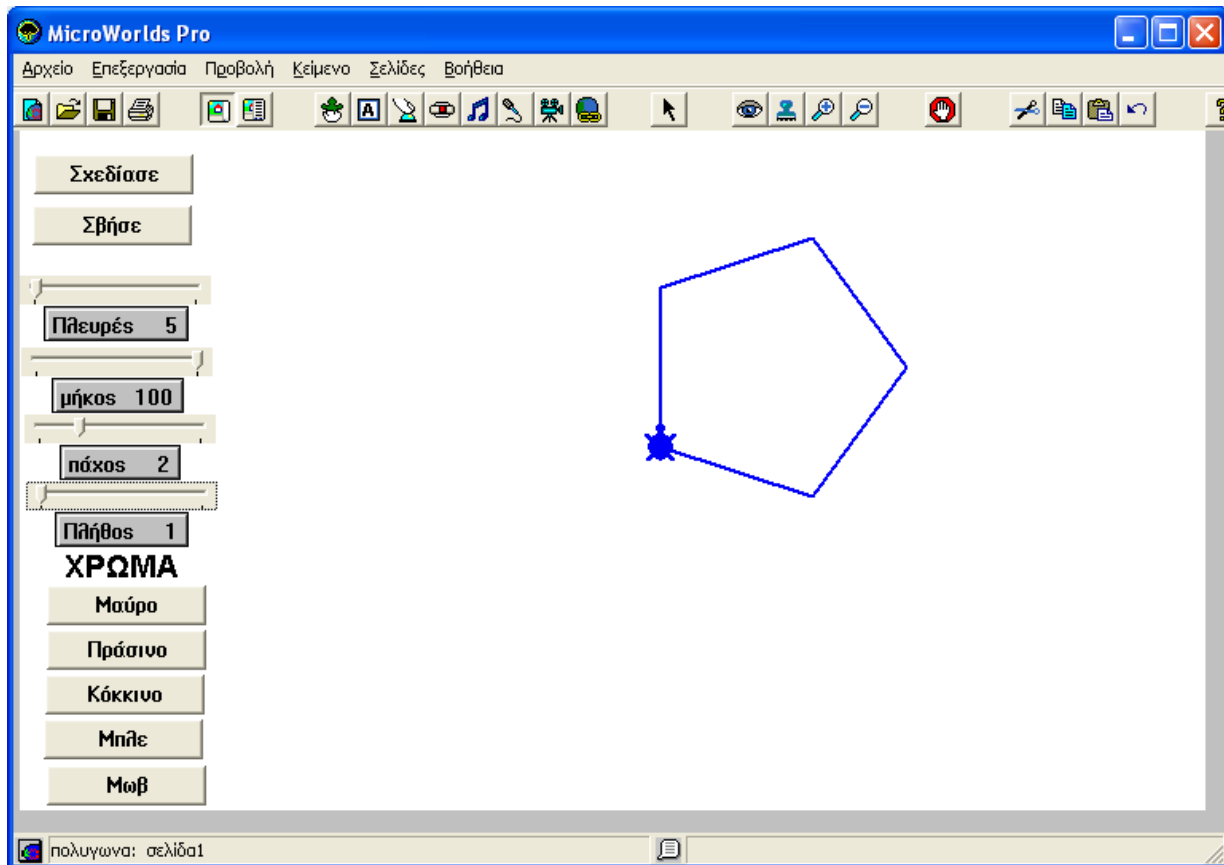 MicroWorlds Pro
Αρχείο Επεξεργασία Προβολή Κείμενο Σελίδες Βοήθεια
Σχεδίασε
Σβήσε
Πλευρές 5
μήκος 100
πάχος 2
Πλήθος 1
ΧΡΩΜΑ
Μαύρο
Πράσινο
Κόκκινο
Μπλε
Μωβ
πολυγωνα: σελίδα1